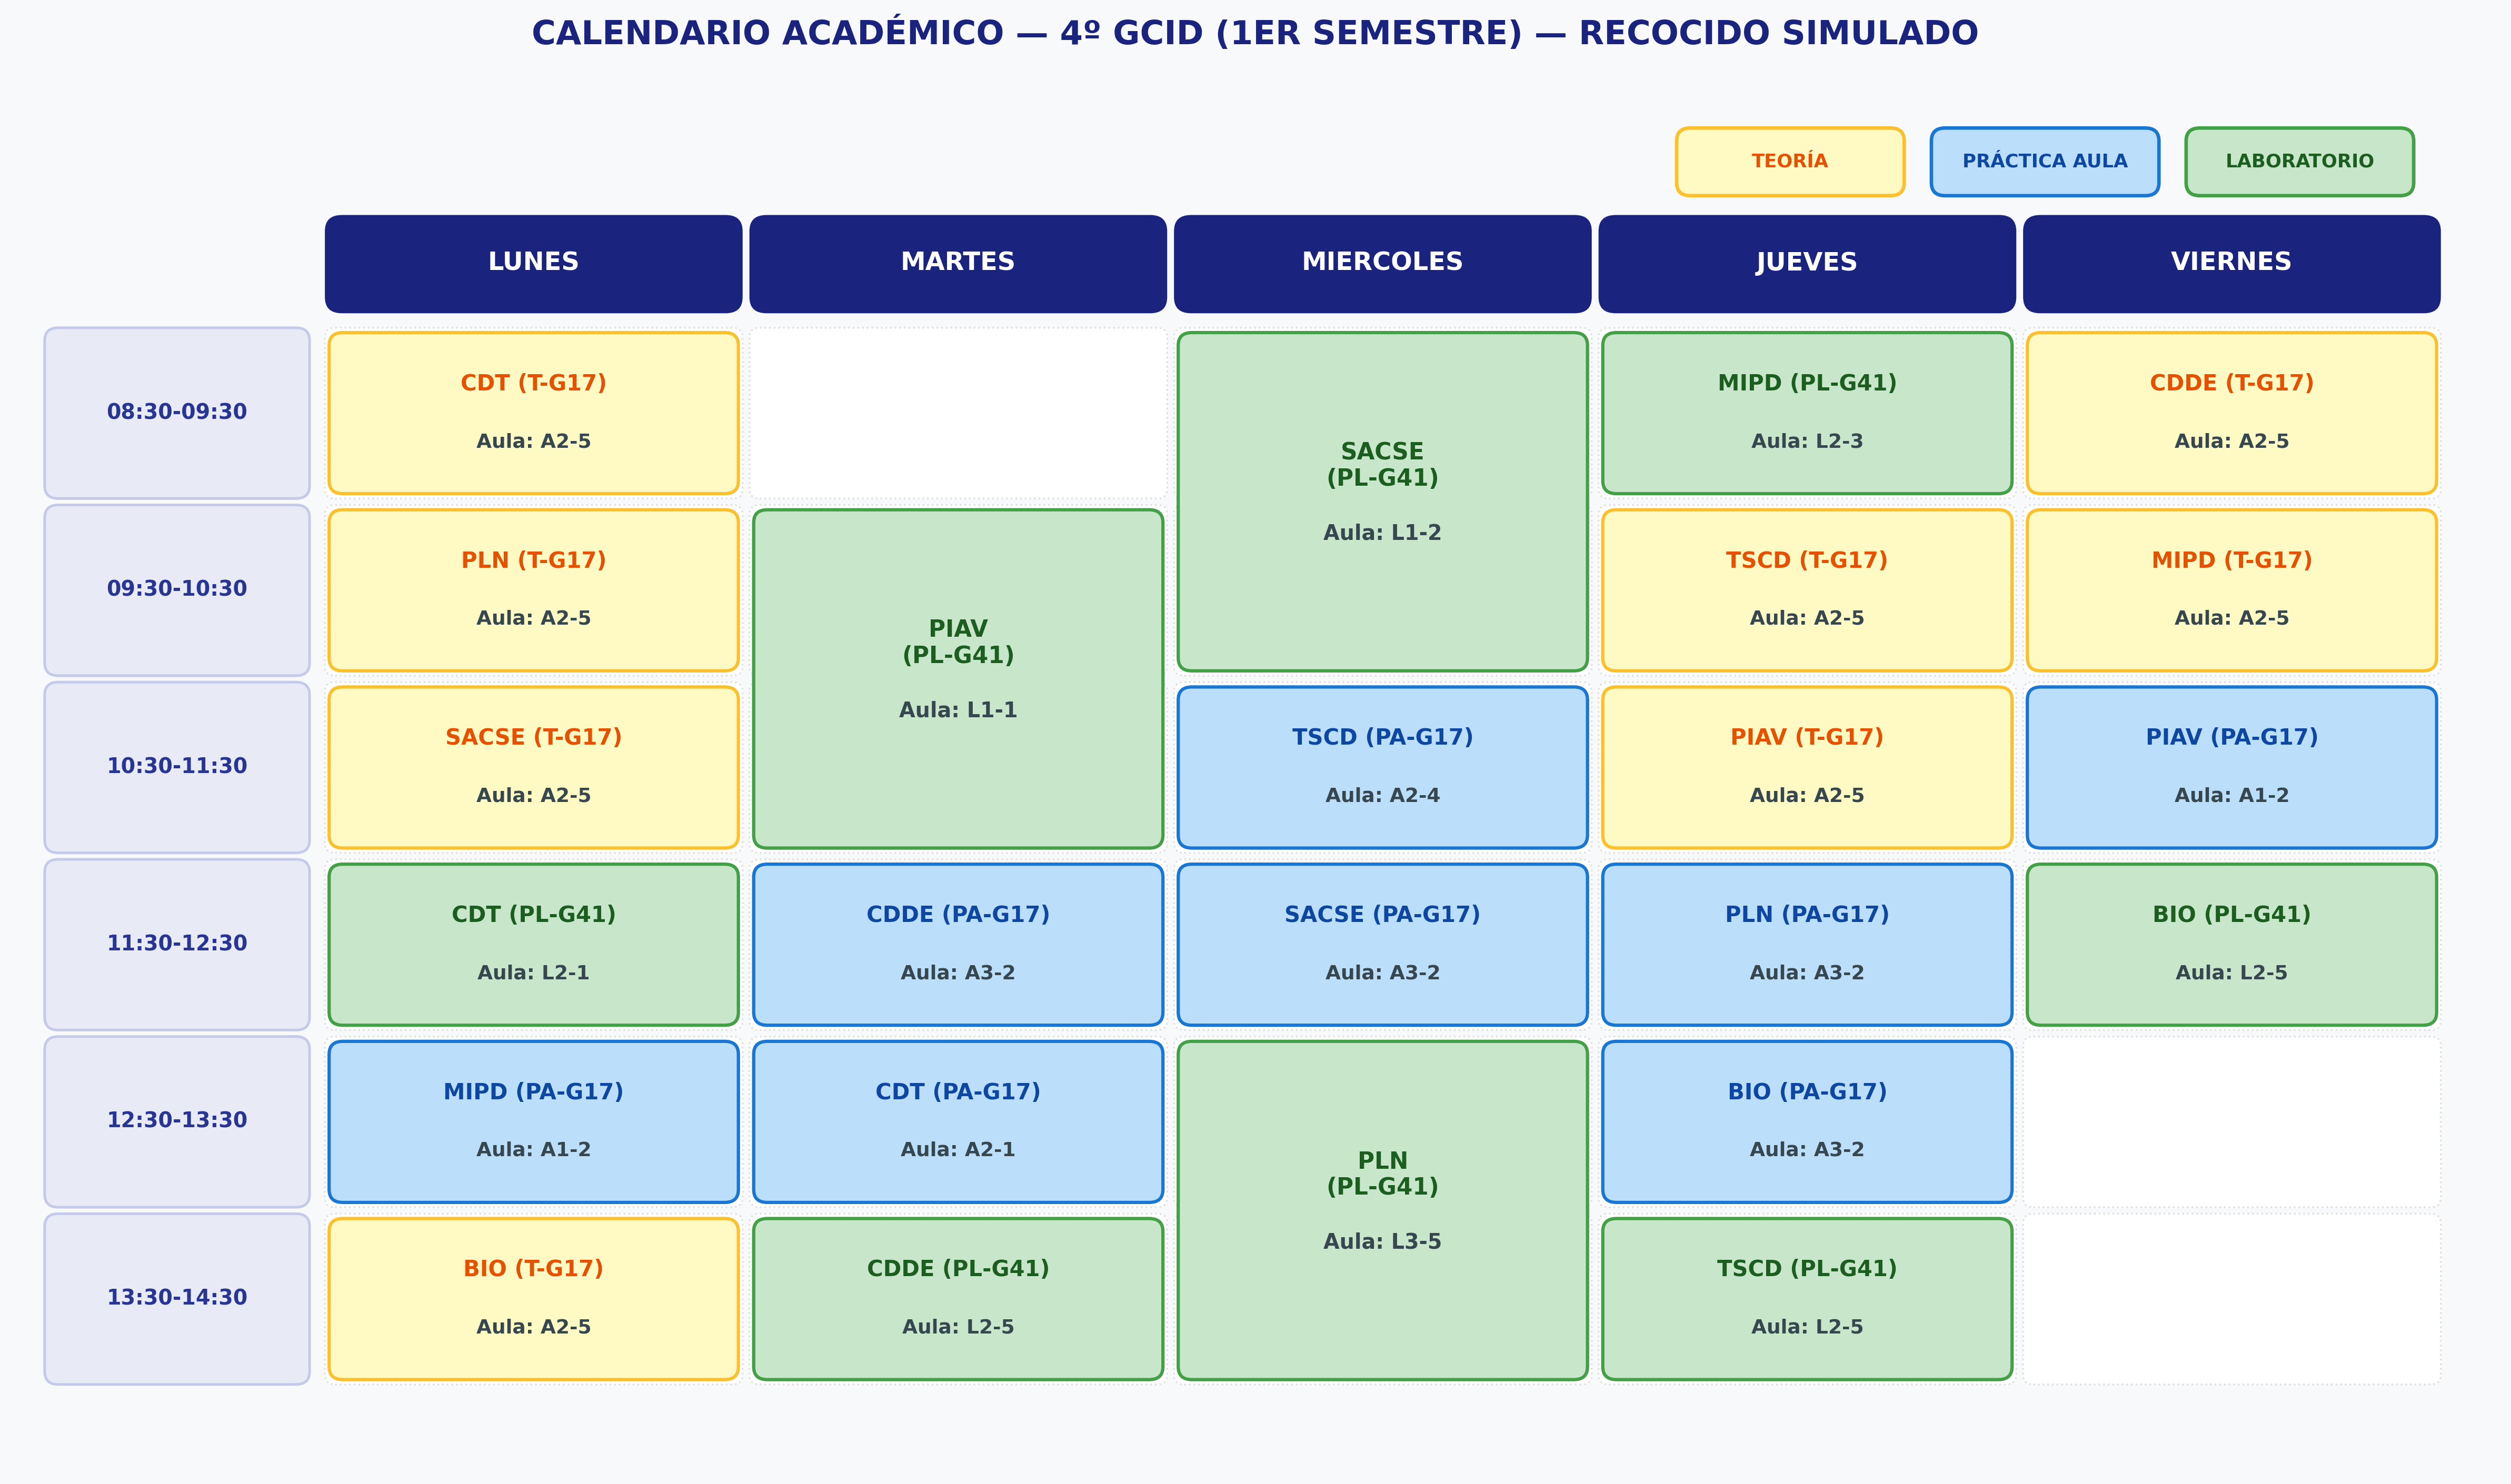 CALENDARIO ACADÉMICO — 4º GCID (1ER SEMESTRE) — RECOCIDO SIMULADO
TEORÍA
PRÁCTICA AULA
LABORATORIO
LUNES
MARTES
MIERCOLES
JUEVES
VIERNES
08:30-09:30
CDT (T-G17)
Aula: A2-5
SACSE
(PL-G41)
Aula: L1-2
MIPD (PL-G41)
Aula: L2-3
CDDE (T-G17)
Aula: A2-5
09:30-10:30
PLN (T-G17)
Aula: A2-5
PIAV
(PL-G41)
Aula: L1-1
TSCD (T-G17)
Aula: A2-5
MIPD (T-G17)
Aula: A2-5
10:30-11:30
SACSE (T-G17)
Aula: A2-5
TSCD (PA-G17)
Aula: A2-4
PIAV (T-G17)
Aula: A2-5
PIAV (PA-G17)
Aula: A1-2
11:30-12:30
CDT (PL-G41)
Aula: L2-1
CDDE (PA-G17)
Aula: A3-2
SACSE (PA-G17)
Aula: A3-2
PLN (PA-G17)
Aula: A3-2
BIO (PL-G41)
Aula: L2-5
12:30-13:30
MIPD (PA-G17)
Aula: A1-2
CDT (PA-G17)
Aula: A2-1
PLN
(PL-G41)
Aula: L3-5
BIO (PA-G17)
Aula: A3-2
13:30-14:30
BIO (T-G17)
Aula: A2-5
CDDE (PL-G41)
Aula: L2-5
TSCD (PL-G41)
Aula: L2-5